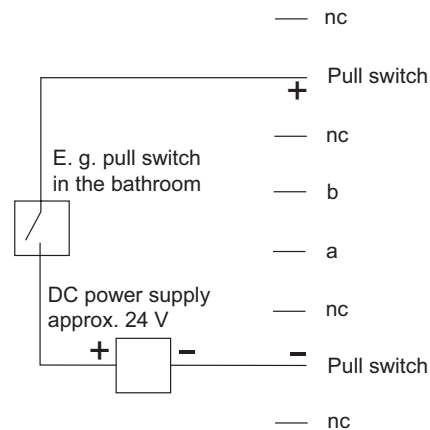 nc
Pull switch
+
nc
E. g. pull switch
in the bathroom
b
a
DC power supply
approx. 24 V
nc
+ − −
Pull switch
nc